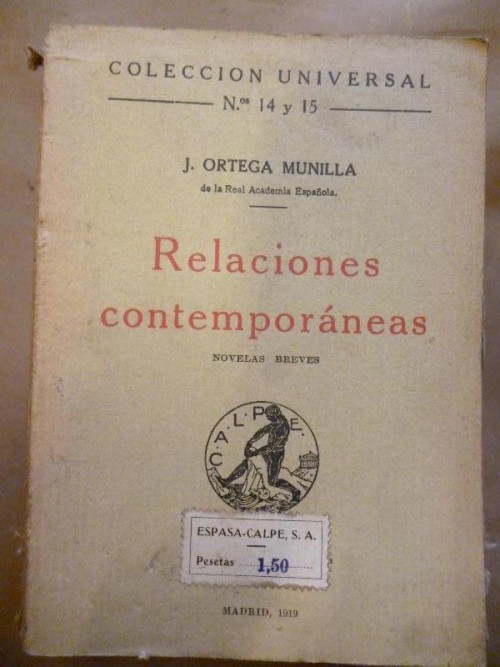 COLECCION UNIVERSAL
N.ºˢ 14 y 15
J. ORTEGA MUNILLA
de la Real Academia Española.
Relaciones
contemporáneas
NOVELAS BREVES
C.A.L.P.E.
ESPASA-CALPE, S. A.
Pesetas 1,50
MADRID, 1919